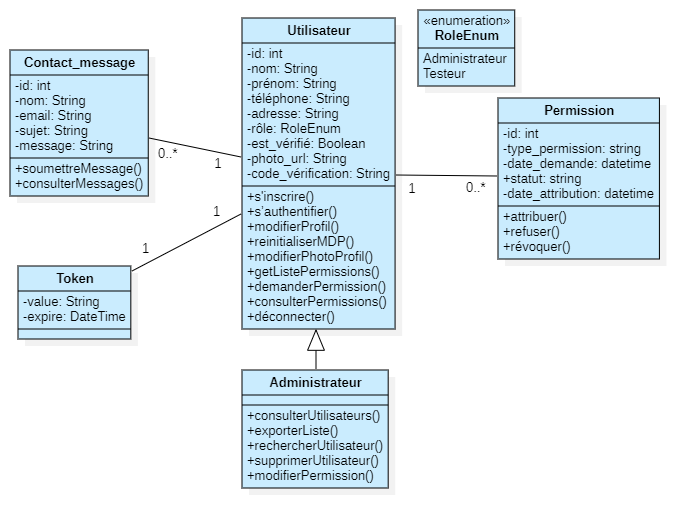 Contact_message
-id: int
-nom: String
-email: String
-sujet: String
-message: String
+soumettreMessage()
+consulterMessages()
0..*
1
Utilisateur
-id: int
-nom: String
-prénom: String
-téléphone: String
-adresse: String
-rôle: RoleEnum
-est_vérifié: Boolean
-photo_url: String
-code_vérification: String
+s'inscrire()
+s'authentifier()
+modifierProfil()
+reinitialiserMDP()
+modifierPhotoProfil()
+getListePermissions()
+demanderPermission()
+consulterPermissions()
+déconnecter()
«enumeration»
RoleEnum
Administrateur
Testeur
1
0..*
Permission
-id: int
-type_permission: string
-date_demande: datetime
+statut: string
-date_attribution: datetime
+attribuer()
+refuser()
+révoquer()
1
1
Token
-value: String
-expire: DateTime
Administrateur
+consulterUtilisateurs()
+exporterListe()
+rechercherUtilisateur()
+supprimerUtilisateur()
+modifierPermission()